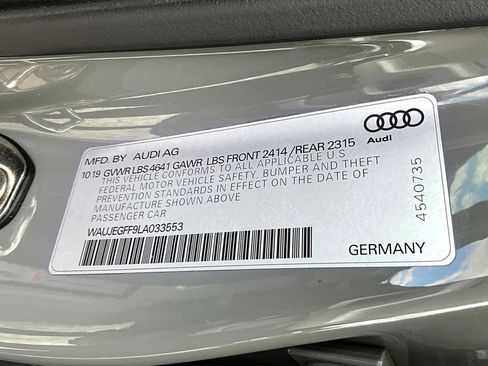 MFD. BY AUDI AG
1019 GVWR LBS 4641 GAWR LBS FRONT 2414 /REAR 2315
THIS VEHICLE CONFORMS TO ALL APPLICABLE U.S.
FEDERAL MOTOR VEHICLE SAFETY, BUMPER AND THEFT
PREVENTION STANDARDS IN EFFECT ON THE DATE OF
MANUFACTURE SHOWN ABOVE.
PASSENGER CAR
WAUJEGFF9LA033553
Audi
4540735
GERMANY